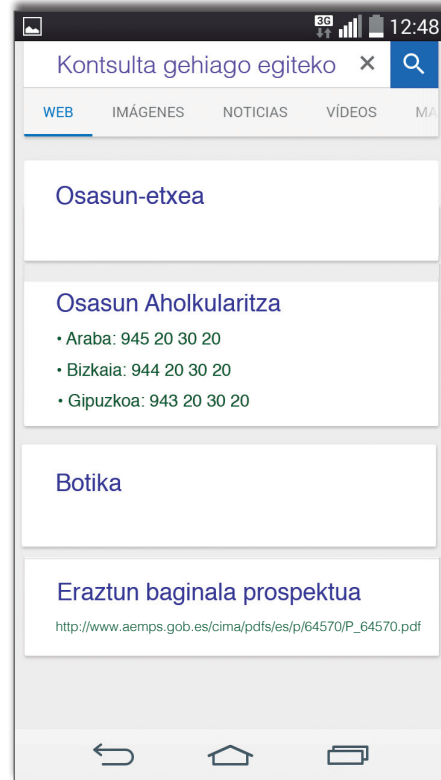 3G 12:48
Kontsulta gehiago egiteko ×
WEB IMÁGENES NOTICIAS VÍDEOS MA
Osasun-etxea
Osasun Aholkularitza
• Araba: 945 20 30 20
• Bizkaia: 944 20 30 20
• Gipuzkoa: 943 20 30 20
Botika
Eraztun baginala prospektua
http://www.aemps.gob.es/cima/pdfs/es/p/64570/P_64570.pdf